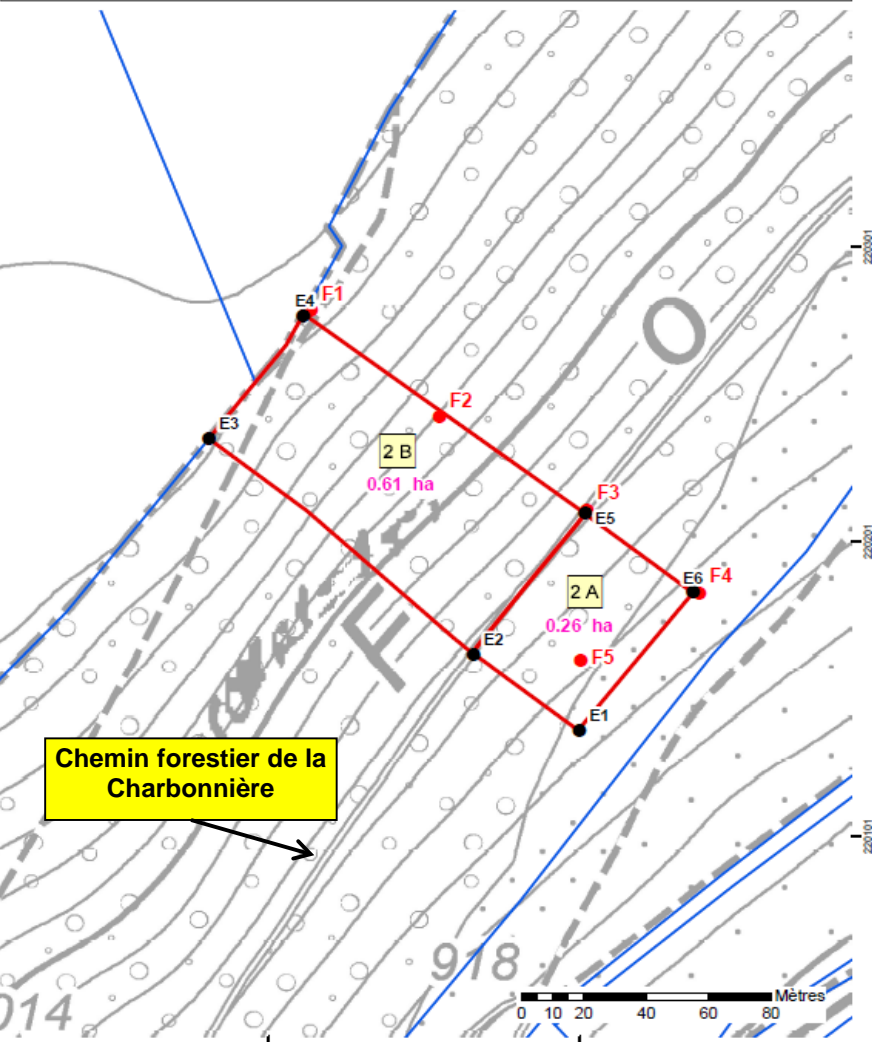 F1
E4
F2
E3
2 B
0.61 ha
O
F3
E5
E6
F4
2 A
0.26 ha
F
E2
F5
E1
Chemin forestier de la
Charbonnière
918
014
Mètres
0 10 20 40 60 80
220301
220201
220101